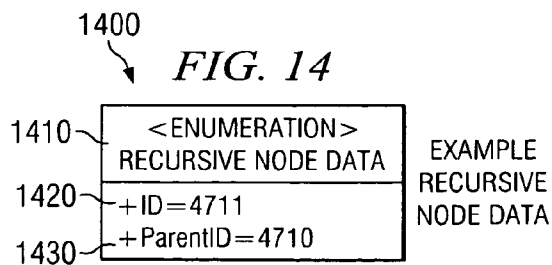 1400
FIG. 14
1410
<ENUMERATION>
RECURSIVE NODE DATA
1420
+ID=4711
1430
+ParentID=4710
EXAMPLE
RECURSIVE
NODE DATA